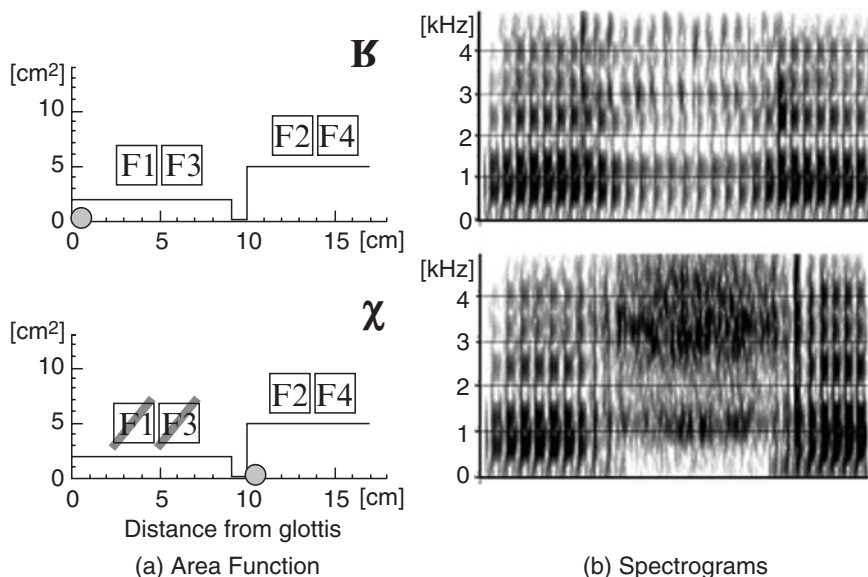 [cm²]
ʁ
10
F1 F3
F2 F4
5
0
0 5 10 15 [cm]
[kHz]
4
3
2
1
0
[cm²]
χ
10
F1 F3
F2 F4
5
0
0 5 10 15 [cm]
Distance from glottis
(a) Area Function
[kHz]
4
3
2
1
0
(b) Spectrograms